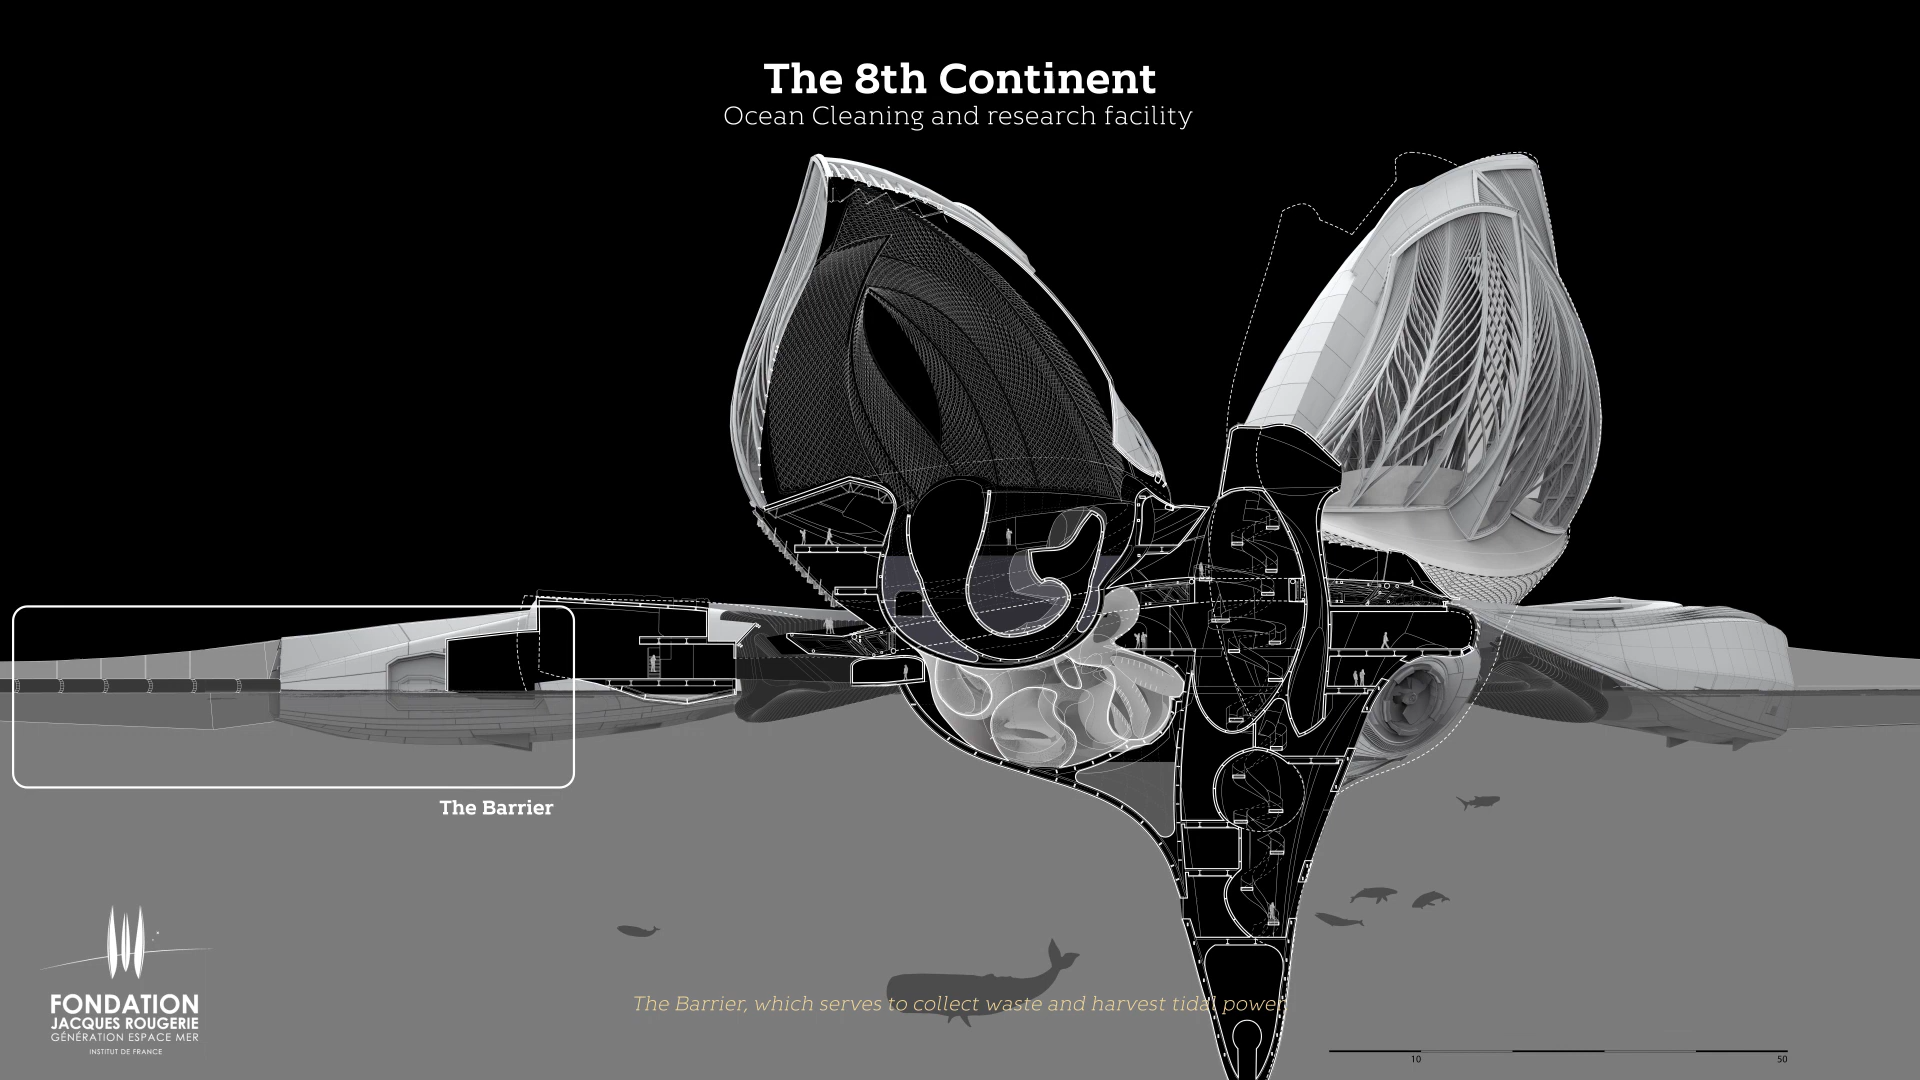 The 8th Continent
Ocean Cleaning and research facility
The Barrier
The Barrier, which serves to collect waste and harvest tidal power.
FONDATION
JACQUES ROUGERIE
GÉNÉRATION ESPACE MER
INSTITUT DE FRANCE
10
50